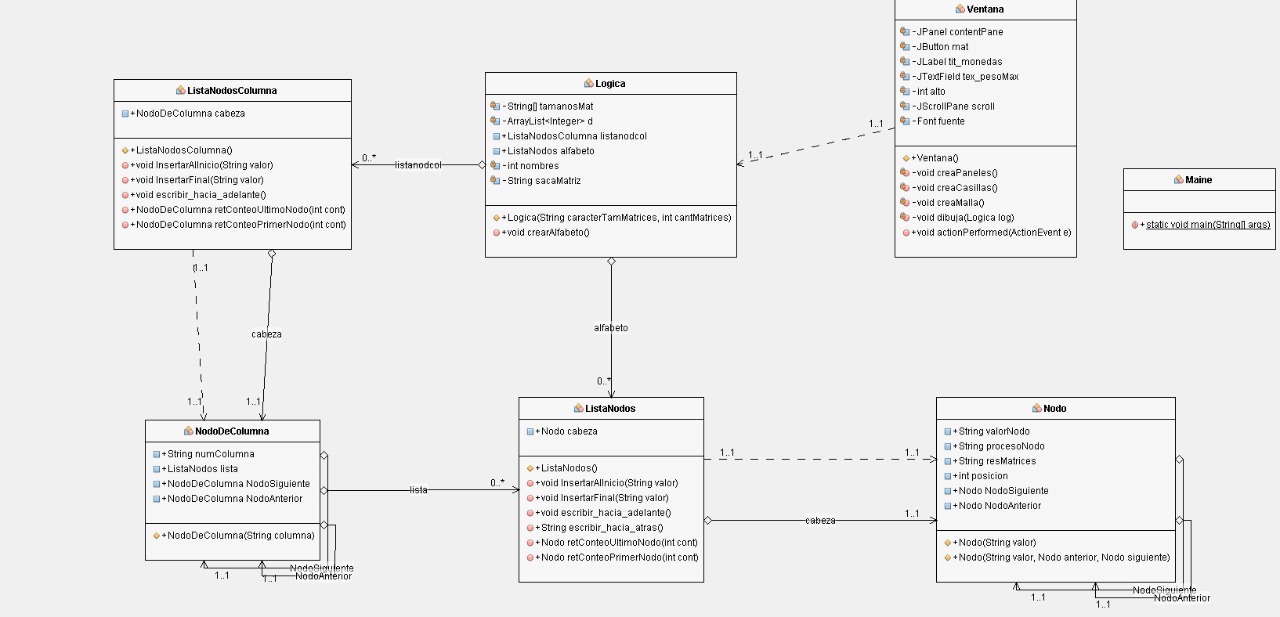 Ventana
-JPanel contentPane
-JButton mat
-JLabel tit_monedas
-JTextField tex_pesoMax
-int alto
-JScrollPane scroll
-Font fuente
+Ventana()
-void creaPaneles()
-void creaCasillas()
-void creaMalla()
-void dibuja(Logica log)
+void actionPerformed(ActionEvent e)
ListaNodosColumna
+NodoDeColumna cabeza
+ListaNodosColumna()
+void InsertarAlInicio(String valor)
+void InsertarFinal(String valor)
+void escribir_hacia_adelante()
+NodoDeColumna retConteoUltimoNodo(int cont)
+NodoDeColumna retConteoPrimerNodo(int cont)
0..*
listanodcol
Logica
-String[] tamanosMat
-ArrayList<Integer> d
+ListaNodosColumna listanodcol
+ListaNodos alfabeto
-int nombres
-String sacaMatriz
+Logica(String caracterTamMatrices, int cantMatrices)
+void crearAlfabeto()
1..1
1..1
Maine
+static void main(String[] args)
1..1
1..1
cabeza
1..1
alfabeto
0..*
NodoDeColumna
+String numColumna
+ListaNodos lista
+NodoDeColumna NodoSiguiente
+NodoDeColumna NodoAnterior
+NodoDeColumna(String columna)
NodoSiguiente
1..1
NodoAnterior
1..1
lista
0..*
ListaNodos
+Nodo cabeza
+ListaNodos()
+void InsertarAlInicio(String valor)
+void InsertarFinal(String valor)
+void escribir_hacia_adelante()
+String escribir_hacia_atras()
+Nodo retConteoUltimoNodo(int cont)
+Nodo retConteoPrimerNodo(int cont)
1..1
1..1
cabeza
1..1
Nodo
+String valorNodo
+String procesoNodo
+String resMatrices
+int posicion
+Nodo NodoSiguiente
+Nodo NodoAnterior
+Nodo(String valor)
+Nodo(String valor, Nodo anterior, Nodo siguiente)
NodoSiguiente
1..1
NodoAnterior
1..1